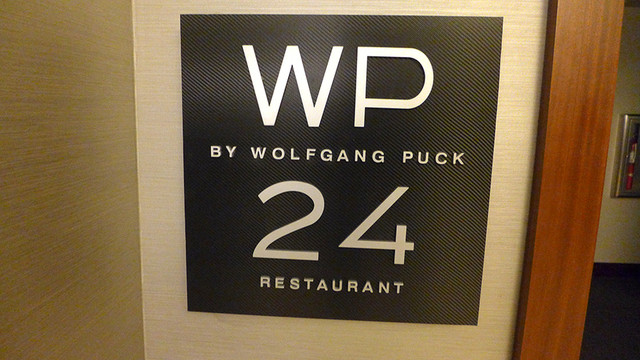 WP
BY WOLFGANG PUCK
24
RESTAURANT